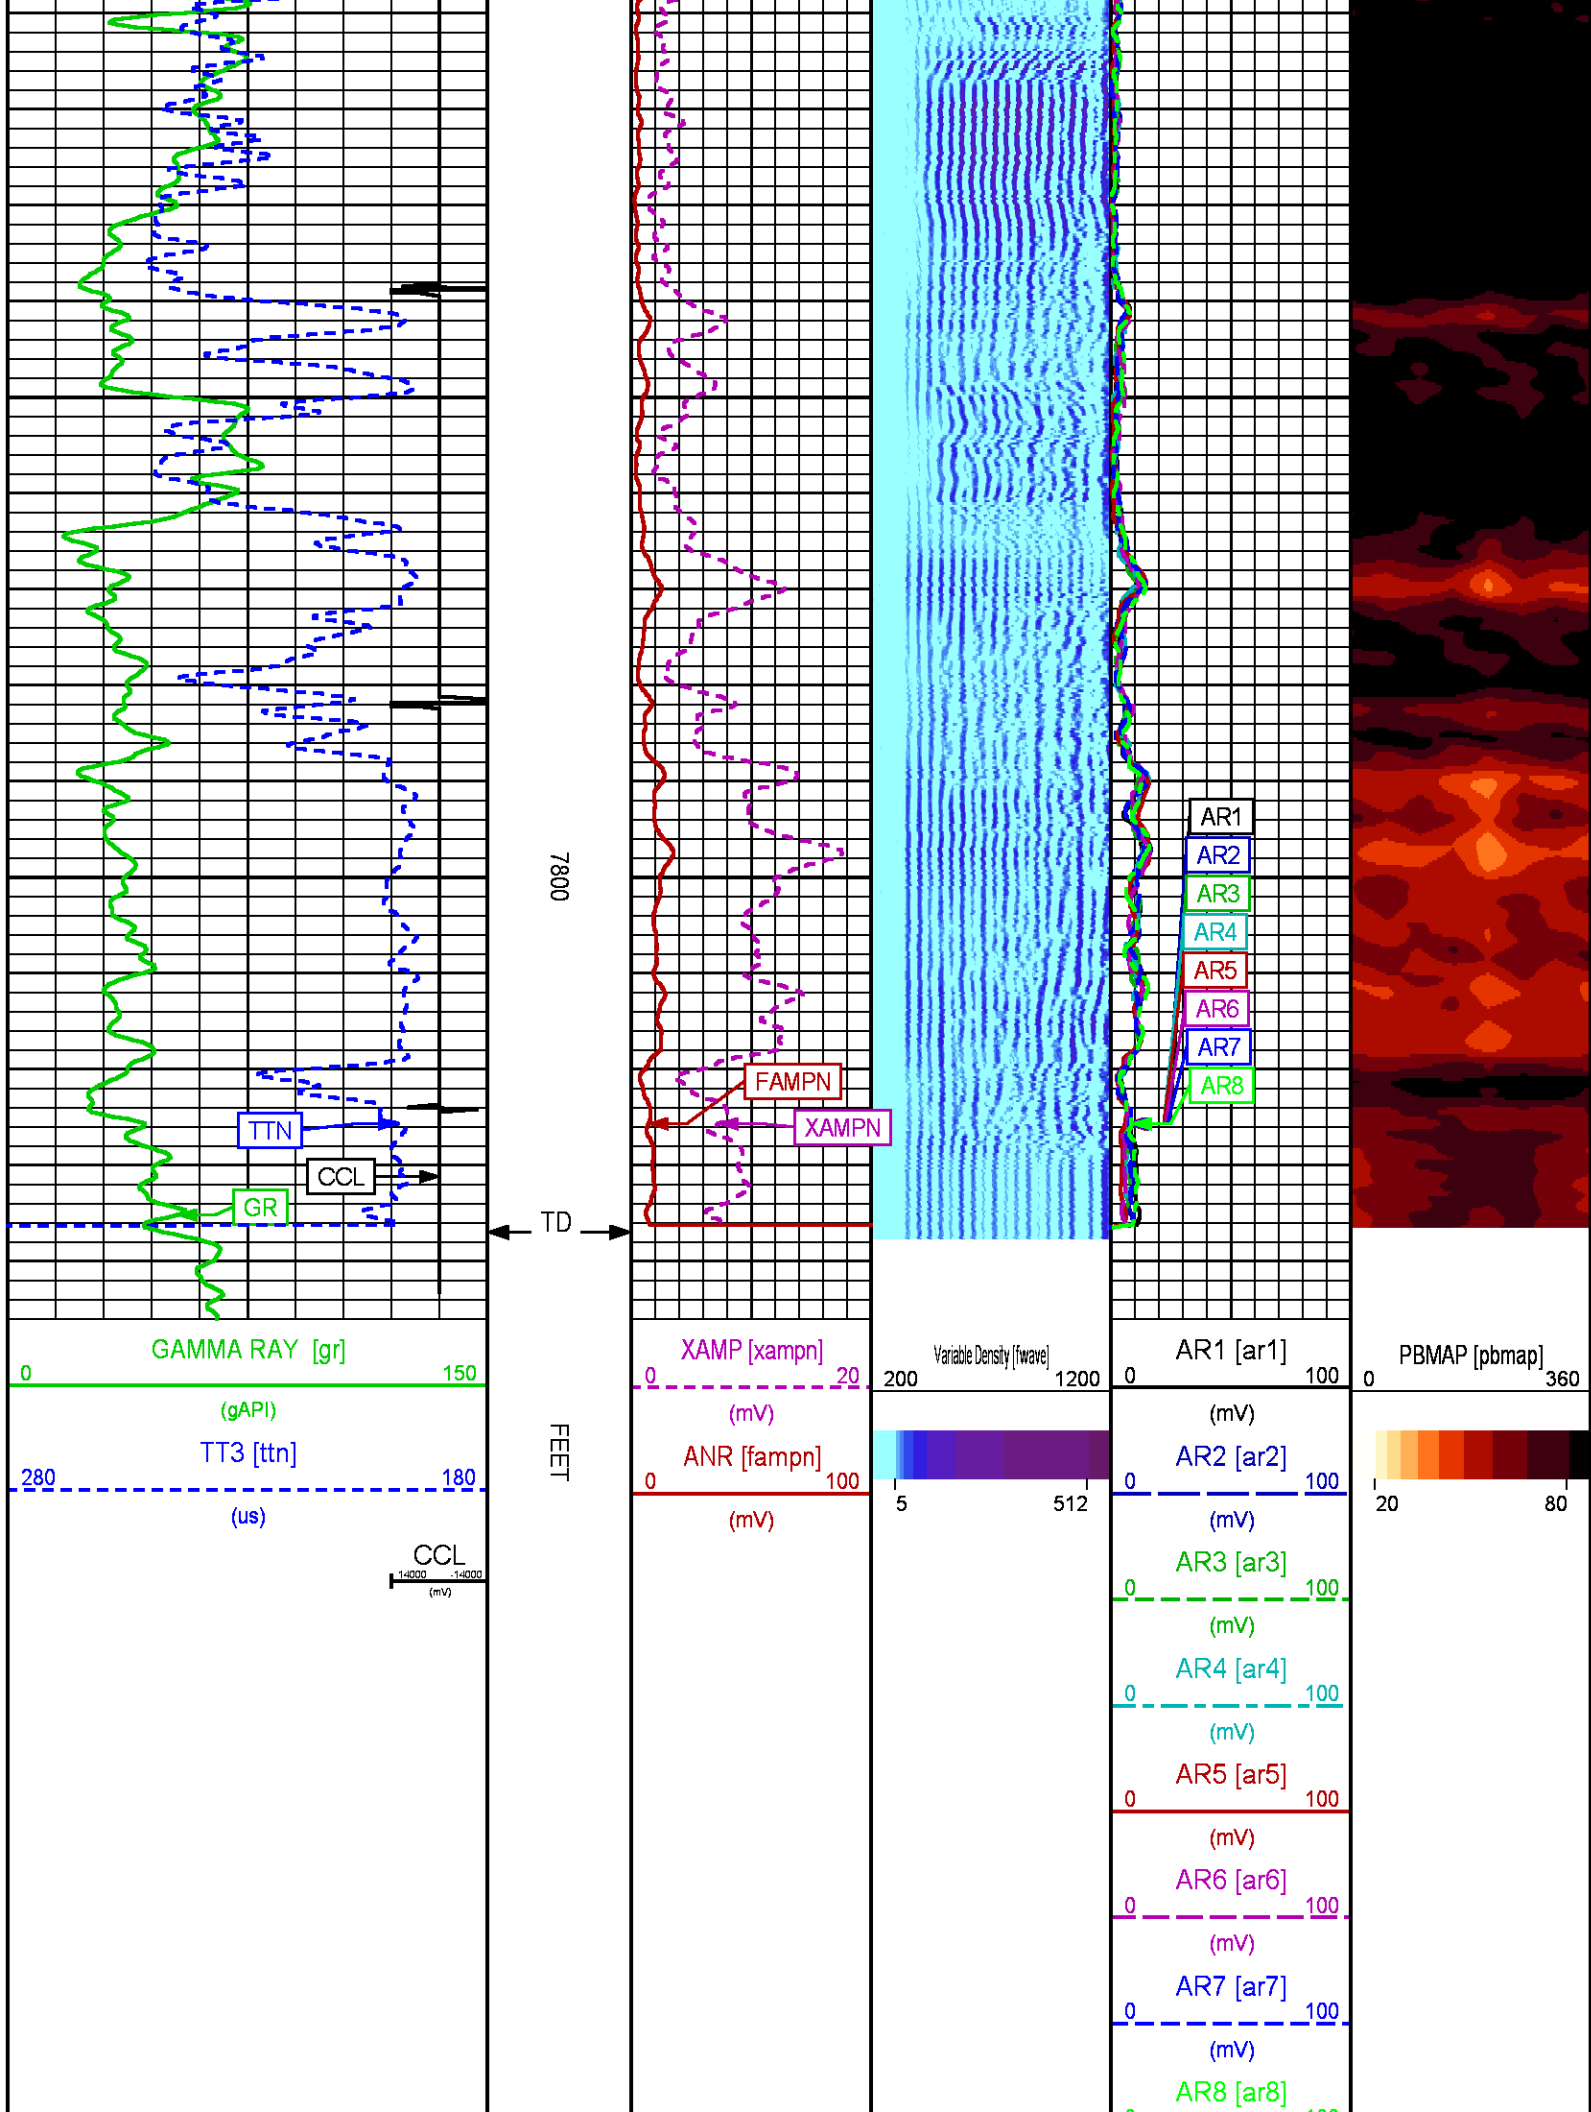 AR1
AR2
7800
AR3
AR4
AR5
AR6
AR7
FAMPN
AR8
TTN
XAMPN
CCL
GR
TD
GAMMA RAY [gr]
0 150
(gAPI)
TT3 [ttn]
280 180
(us)
CCL
14000 -14000
(mV)
FEET
XAMP [xampn]
0 20
(mV)
ANR [fampn]
0 100
(mV)
Variable Density [fwave]
200 1200
5 512
AR1 [ar1]
0 100
(mV)
AR2 [ar2]
0 100
(mV)
AR3 [ar3]
0 100
(mV)
AR4 [ar4]
0 100
(mV)
AR5 [ar5]
0 100
(mV)
AR6 [ar6]
0 100
(mV)
AR7 [ar7]
0 100
(mV)
AR8 [ar8]
PBMAP [pbmap]
0 360
20 80